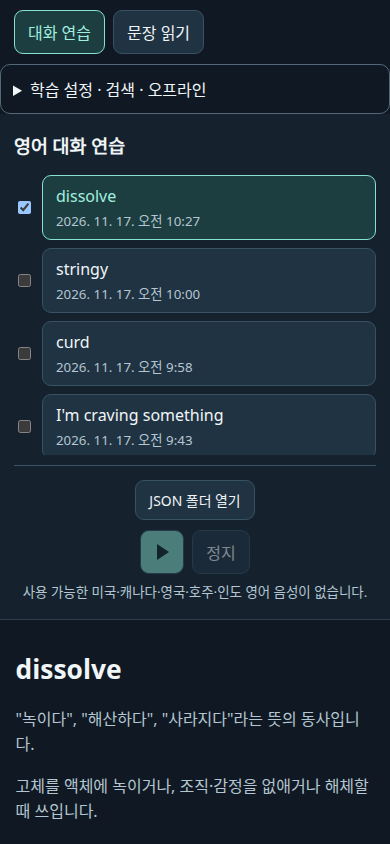 대화 연습
문장 읽기
학습 설정 · 검색 · 오프라인
영어 대화 연습
dissolve
2026. 11. 17. 오전 10:27
stringy
2026. 11. 17. 오전 10:00
curd
2026. 11. 17. 오전 9:58
I'm craving something
2026. 11. 17. 오전 9:43
JSON 폴더 열기
정지
사용 가능한 미국·캐나다·영국·호주·인도 영어 음성이 없습니다.
dissolve
"녹이다", "해산하다", "사라지다"라는 뜻의 동사입니
다.
고체를 액체에 녹이거나, 조직·감정을 없애거나 해체할
때 쓰입니다.